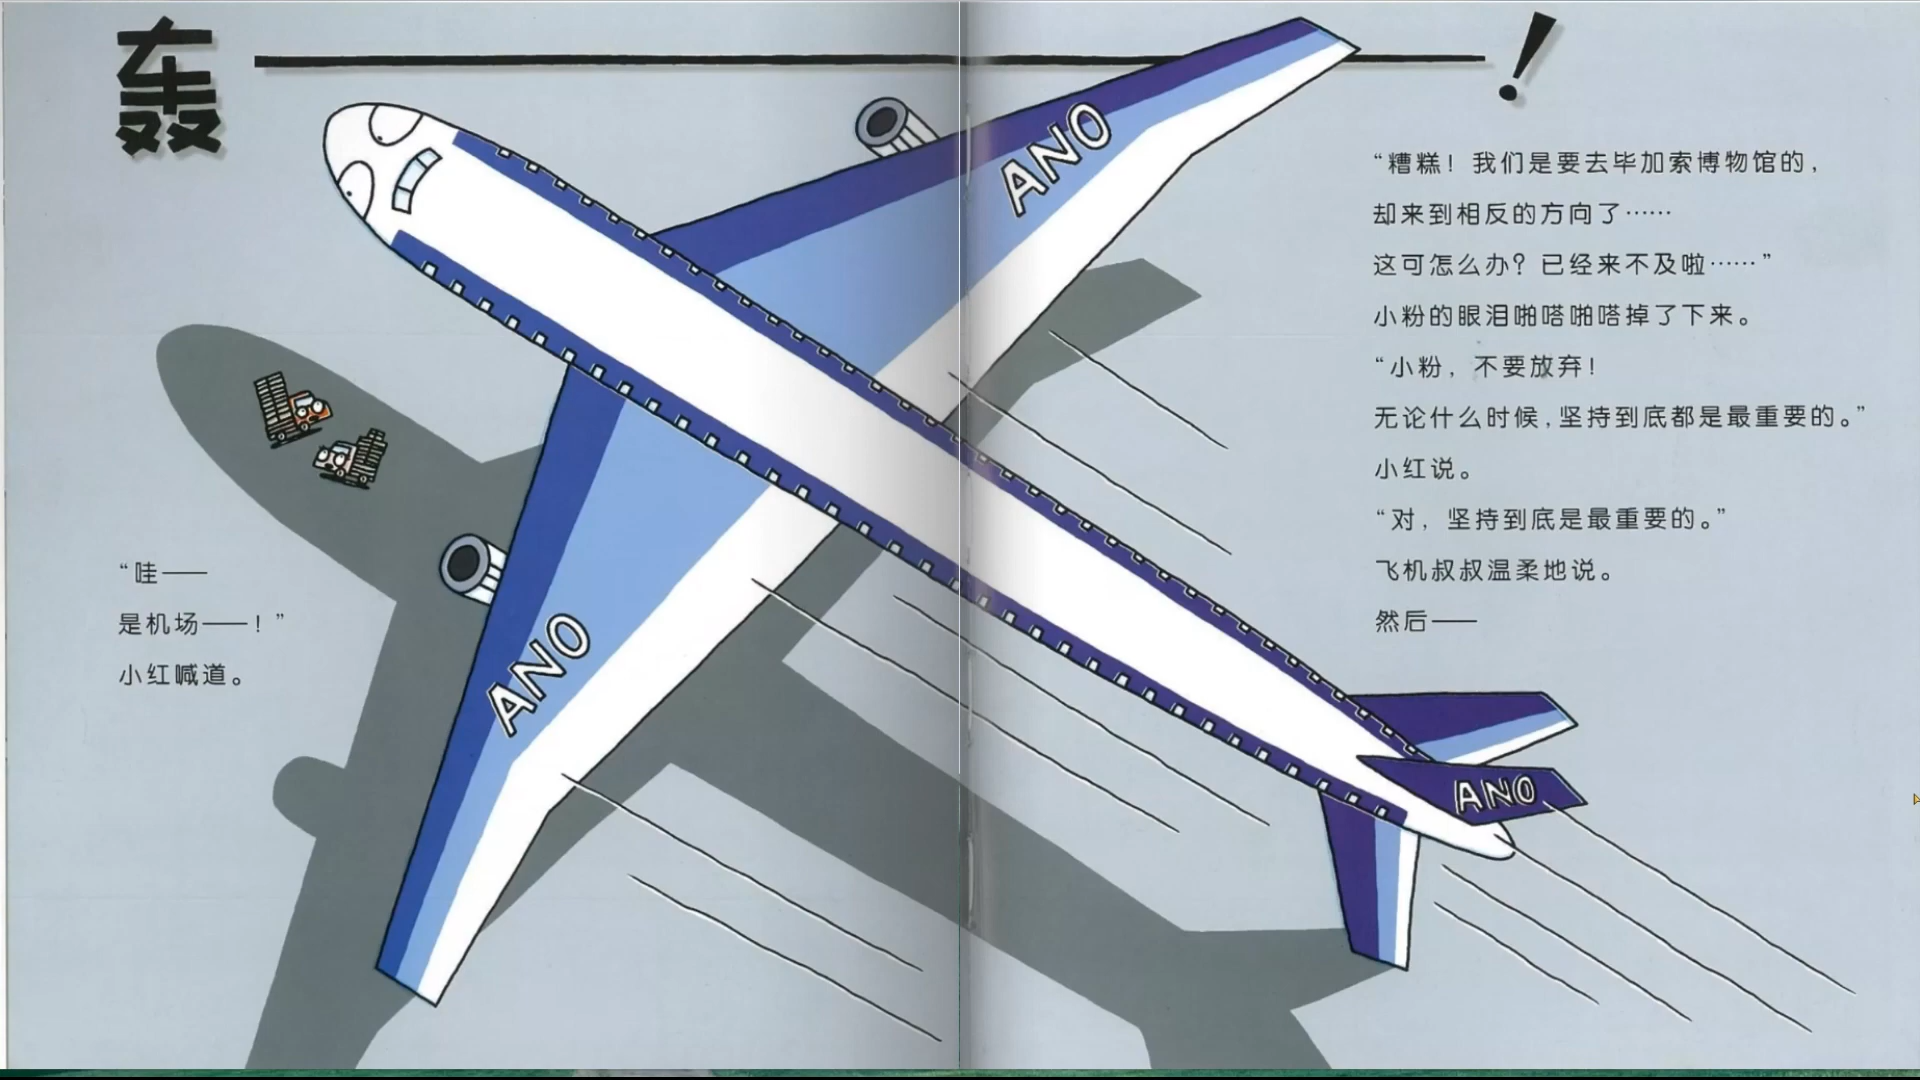 轰——！
“哇——
是机场——！”
小红喊道。
ANO
ANO
ANO
“糟糕！我们是要去毕加索博物馆的，
却来到相反的方向了……
这可怎么办？已经来不及啦……”
小粉的眼泪啪嗒啪嗒掉了下来。
“小粉，不要放弃！
无论什么时候，坚持到底都是最重要的。”
小红说。
“对，坚持到底是最重要的。”
飞机叔叔温柔地说。
然后——